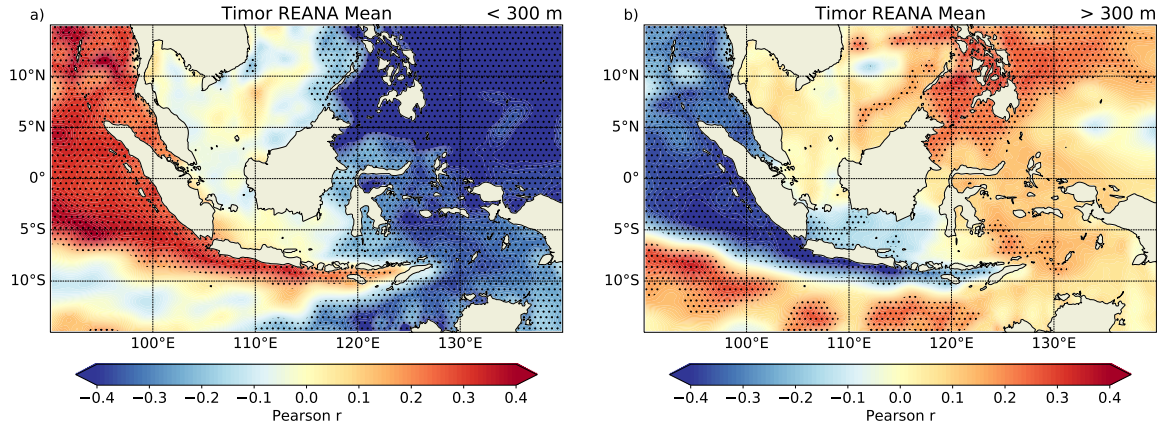 a) Timor REANA Mean < 300 m
10°N
5°N
0°
5°S
10°S
100°E 110°E 120°E 130°E
−0.4 −0.3 −0.2 −0.1 0.0 0.1 0.2 0.3 0.4
Pearson r
b) Timor REANA Mean > 300 m
10°N
5°N
0°
5°S
10°S
100°E 110°E 120°E 130°E
−0.4 −0.3 −0.2 −0.1 0.0 0.1 0.2 0.3 0.4
Pearson r